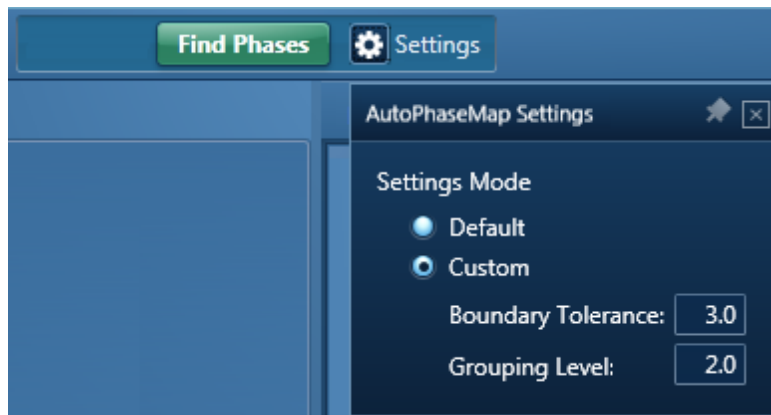 Find Phases Settings
AutoPhaseMap Settings
Settings Mode
Default
Custom
Boundary Tolerance: 3.0
Grouping Level: 2.0